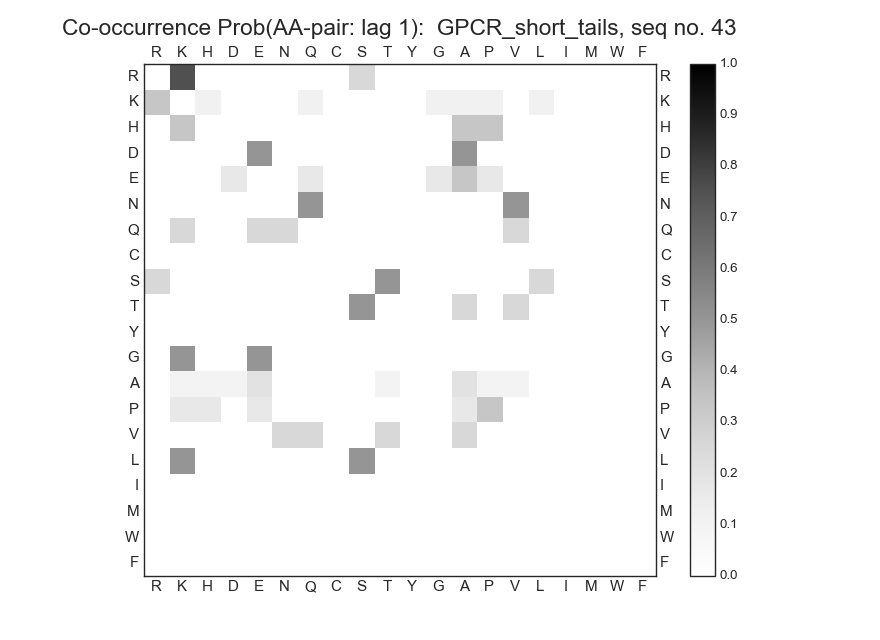 Co-occurrence Prob(AA-pair: lag 1):  GPCR_short_tails, seq no. 43
R K H D E N Q C S T Y G A P V L I M W F
R R 1.0
K K 0.9
H H
D D 0.8
E E
N N 0.7
Q Q
C C 0.6
S S
T T 0.5
Y Y
G G 0.4
A A
P P 0.3
V V
L L 0.2
I I
M M 0.1
W W
F F 0.0
R K H D E N Q C S T Y G A P V L I M W F